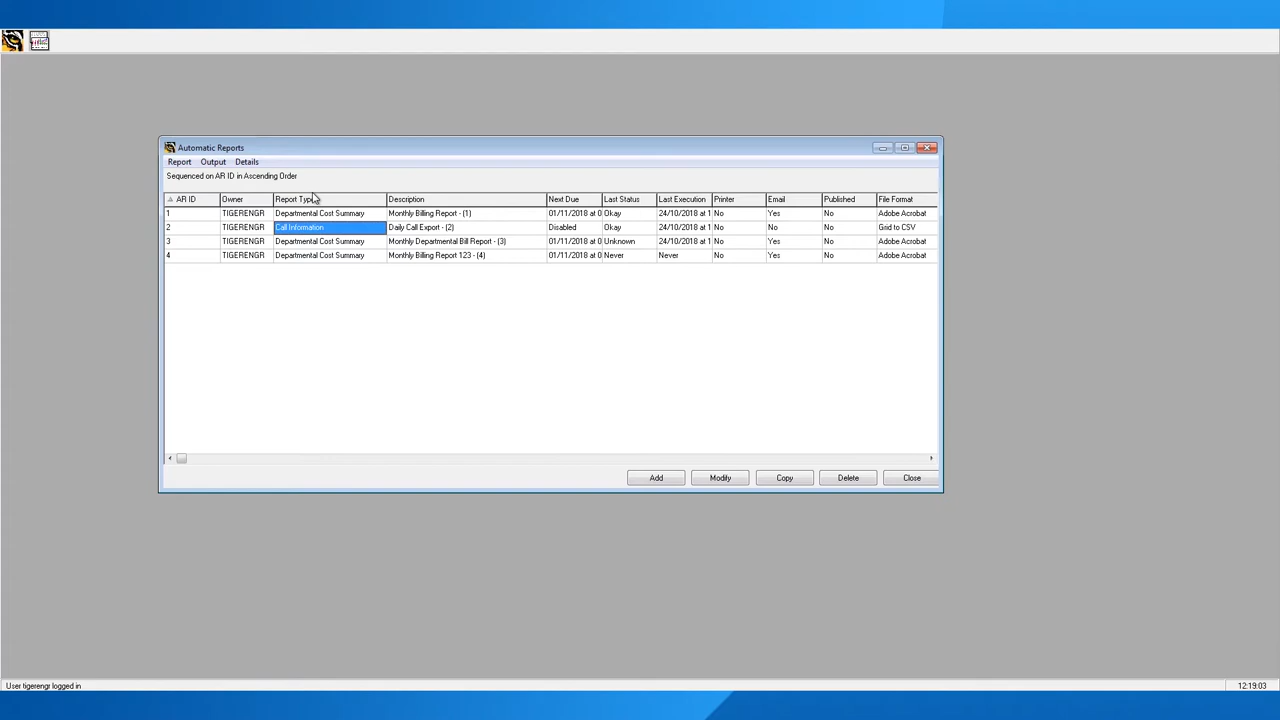 Automatic Reports
Report Output Details
Sequenced on AR ID in Ascending Order
AR ID Owner Report Type Description Next Due Last Status Last Execution Printer Email Published File Format
1 TIGERENGR Departmental Cost Summary Monthly Billing Report - (1) 01/11/2018 at 0 Okay 24/10/2018 at 1 No Yes No Adobe Acrobat
2 TIGERENGR Call Information Daily Call Export - (2) Disabled Okay 24/10/2018 at 1 No No No Grid to CSV
3 TIGERENGR Departmental Cost Summary Monthly Departmental Bill Report - (3) 01/11/2018 at 0 Unknown 24/10/2018 at 1 No Yes No Adobe Acrobat
4 TIGERENGR Departmental Cost Summary Monthly Billing Report 123 - (4) 01/11/2018 at 0 Never Never No Yes No Adobe Acrobat
Add Modify Copy Delete Close
User tigerengr logged in 12:19:03